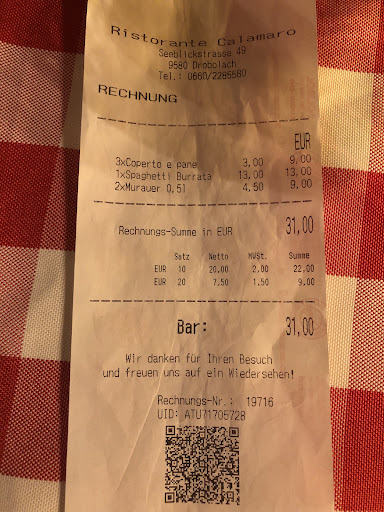 Ristorante Calamaro
Seeblickstrasse 49
9580 Drobolach
Tel.: 0660/2285580
RECHNUNG
EUR
3xCoperto e pane 3,00 9,00
1xSpaghetti Burrata 13,00 13,00
2xMurauer 0,5l 4,50 9,00
Rechnungs-Summe in EUR 31,00
Satz Netto MWSt. Summe
EUR 10 20,00 2,00 22,00
EUR 20 7,50 1,50 9,00
Bar: 31,00
Wir danken für Ihren Besuch
und freuen uns auf ein Wiedersehen!
Rechnungs-Nr.: 19716
UID: ATU71705728